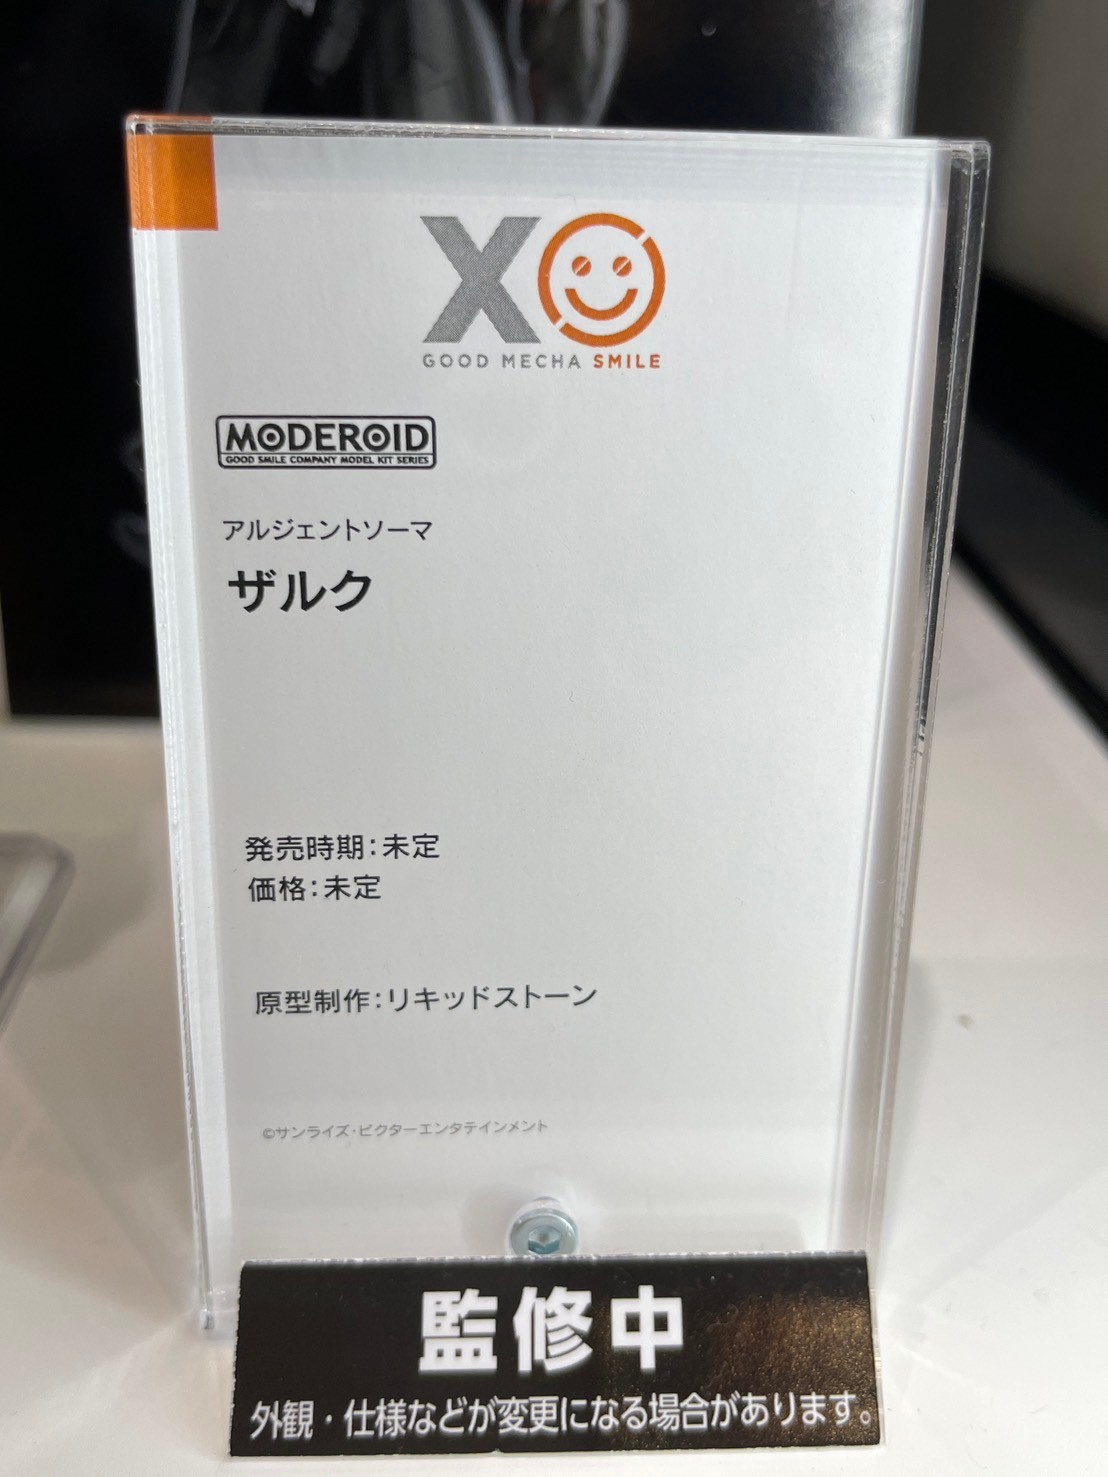 XO
GOOD MECHA SMILE
MODEROID
GOOD SMILE COMPANY MODEL KIT SERIES
アルジェントソーマ
ザルク
発売時期:未定
価格:未定
原型制作:リキッドストーン
©サンライズ・ビクターエンタテインメント
監修中
外観・仕様などが変更になる場合があります。